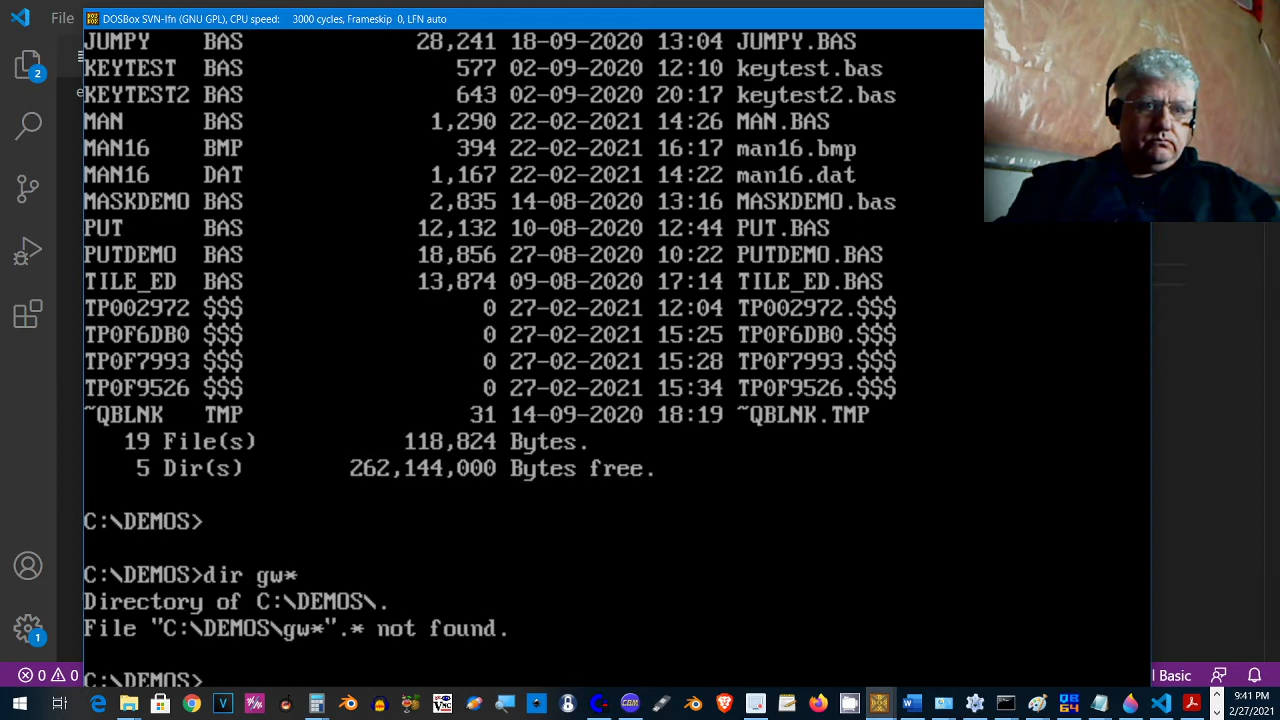 File
DOSBox SVN-lfn (GNU GPL), CPU speed: 3000 cycles, Frameskip 0, LFN auto
JUMPY BAS 28,241 18-09-2020 13:04 JUMPY.BAS
KEYTEST BAS 577 02-09-2020 12:10 keytest.bas
KEYTEST2 BAS 643 02-09-2020 20:17 keytest2.bas
MAN BAS 1,290 22-02-2021 14:26 MAN.BAS
MAN16 BMP 394 22-02-2021 16:17 man16.bmp
MAN16 DAT 1,167 22-02-2021 14:22 man16.dat
MASKDEMO BAS 2,835 14-08-2020 13:16 MASKDEMO.bas
PUT BAS 12,132 10-08-2020 12:44 PUT.BAS
PUTDEMO BAS 18,856 27-08-2020 10:22 PUTDEMO.BAS
TILE_ED BAS 13,874 09-08-2020 17:14 TILE_ED.BAS
TP002972 $$$ 0 27-02-2021 12:04 TP002972.$$$
TP0F6DB0 $$$ 0 27-02-2021 15:25 TP0F6DB0.$$$
TP0F7993 $$$ 0 27-02-2021 15:28 TP0F7993.$$$
TP0F9526 $$$ 0 27-02-2021 15:34 TP0F9526.$$$
~QBLNK TMP 31 14-09-2020 18:19 ~QBLNK.TMP
19 File(s) 118,824 Bytes.
5 Dir(s) 262,144,000 Bytes free.
C:\DEMOS>
C:\DEMOS>dir gw*
Directory of C:\DEMOS\.
File "C:\DEMOS\gw*".* not found.
C:\DEMOS>
2
1
0 0
Basic
9:41 PM
2/27/2021